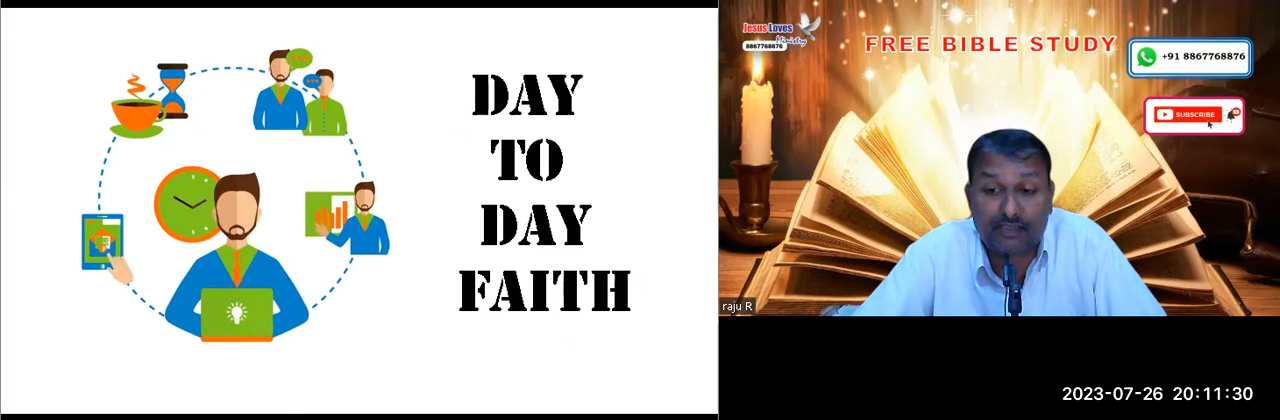 DAY
TO
DAY
FAITH
Jesus Loves
Ministry
8867768876
FREE BIBLE STUDY
+91 8867768876
SUBSCRIBE
raju R
2023-07-26 20:11:30